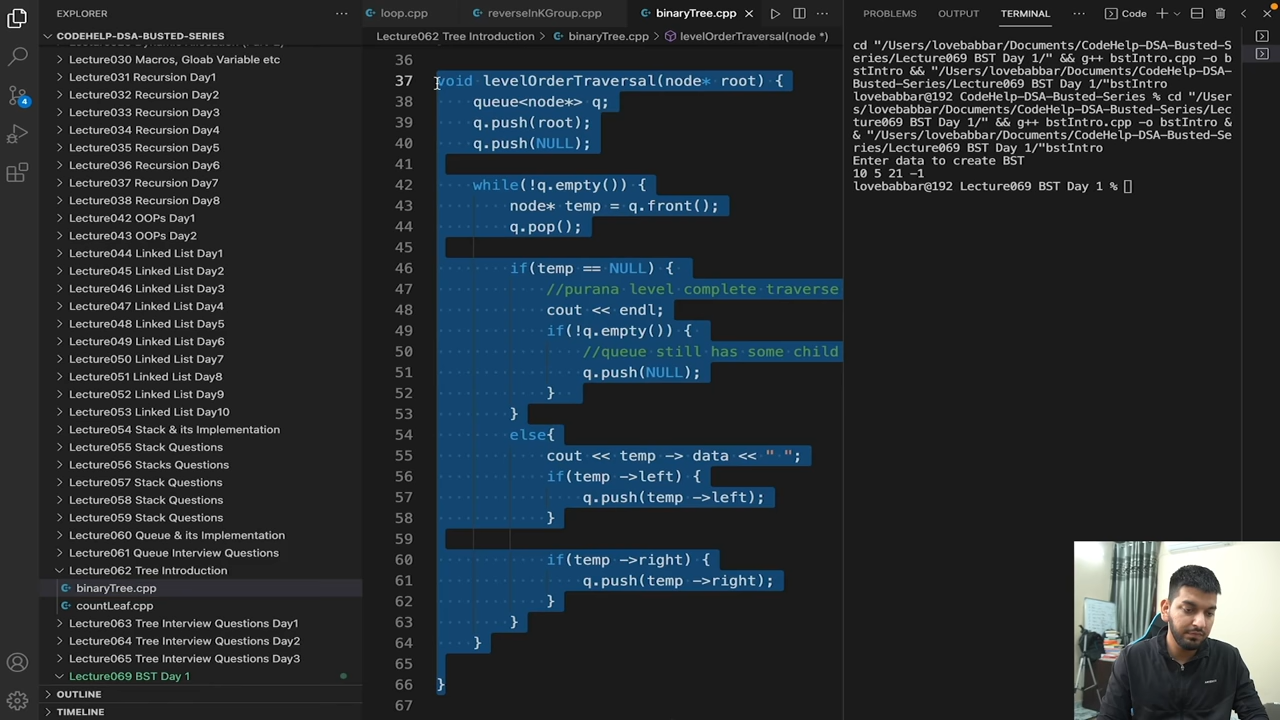 EXPLORER
CODEHELP-DSA-BUSTED-SERIES
Lecture030 Macros, Gloab Variable etc
Lecture031 Recursion Day1
Lecture032 Recursion Day2
Lecture033 Recursion Day3
Lecture034 Recursion Day4
Lecture035 Recursion Day5
Lecture036 Recursion Day6
Lecture037 Recursion Day7
Lecture038 Recursion Day8
Lecture042 OOPs Day1
Lecture043 OOPs Day2
Lecture044 Linked List Day1
Lecture045 Linked List Day2
Lecture046 Linked List Day3
Lecture047 Linked List Day4
Lecture048 Linked List Day5
Lecture049 Linked List Day6
Lecture050 Linked List Day7
Lecture051 Linked List Day8
Lecture052 Linked List Day9
Lecture053 Linked List Day10
Lecture054 Stack & its Implementation
Lecture055 Stack Questions
Lecture056 Stacks Questions
Lecture057 Stack Questions
Lecture058 Stack Questions
Lecture059 Stack Questions
Lecture060 Queue & its Implementation
Lecture061 Queue Interview Questions
Lecture062 Tree Introduction
binaryTree.cpp
countLeaf.cpp
Lecture063 Tree Interview Questions Day1
Lecture064 Tree Interview Questions Day2
Lecture065 Tree Interview Questions Day3
Lecture069 BST Day 1
OUTLINE
TIMELINE
4
loop.cpp reverseInKGroup.cpp binaryTree.cpp
Lecture062 Tree Introduction > binaryTree.cpp > levelOrderTraversal(node *)
36
37 void levelOrderTraversal(node* root) {
38 queue<node*> q;
39 q.push(root);
40 q.push(NULL);
41
42 while(!q.empty()) {
43 node* temp = q.front();
44 q.pop();
45
46 if(temp == NULL) {
47 //purana level complete traverse
48 cout << endl;
49 if(!q.empty()) {
50 //queue still has some child
51 q.push(NULL);
52 }
53 }
54 else{
55 cout << temp -> data << " ";
56 if(temp ->left) {
57 q.push(temp ->left);
58 }
59
60 if(temp ->right) {
61 q.push(temp ->right);
62 }
63 }
64 }
65
66 }
67
PROBLEMS OUTPUT TERMINAL Code
cd "/Users/lovebabbar/Documents/CodeHelp-DSA-Busted-S
eries/Lecture069 BST Day 1/" && g++ bstIntro.cpp -o b
stIntro && "/Users/lovebabbar/Documents/CodeHelp-DSA-
Busted-Series/Lecture069 BST Day 1/"bstIntro
lovebabbar@192 CodeHelp-DSA-Busted-Series % cd "/User
s/lovebabbar/Documents/CodeHelp-DSA-Busted-Series/Lec
ture069 BST Day 1/" && g++ bstIntro.cpp -o bstIntro &
& "/Users/lovebabbar/Documents/CodeHelp-DSA-Busted-Se
ries/Lecture069 BST Day 1/"bstIntro
Enter data to create BST
10 5 21 -1
lovebabbar@192 Lecture069 BST Day 1 %